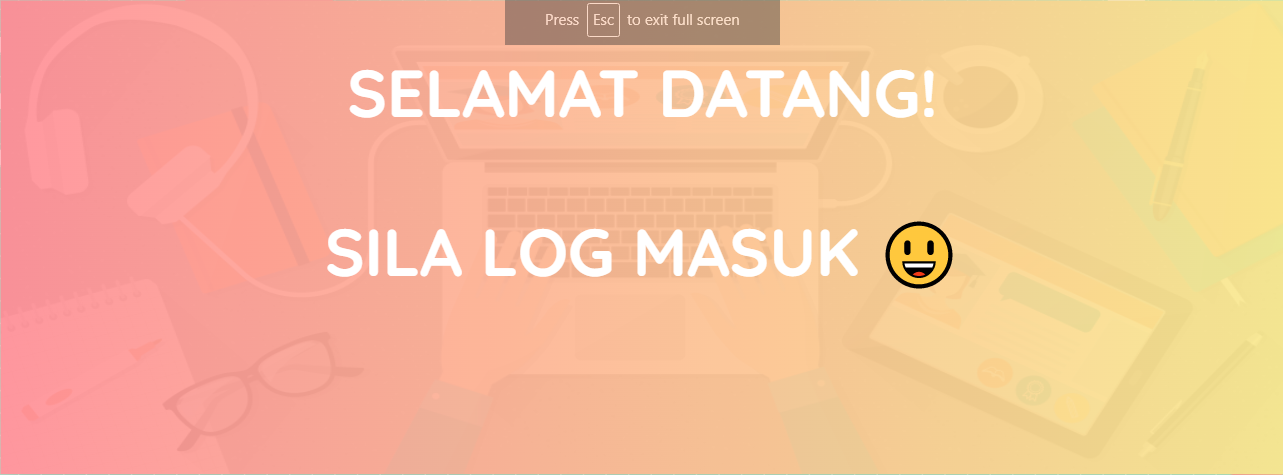 Press Esc to exit full screen
SELAMAT DATANG!
SILA LOG MASUK 😃